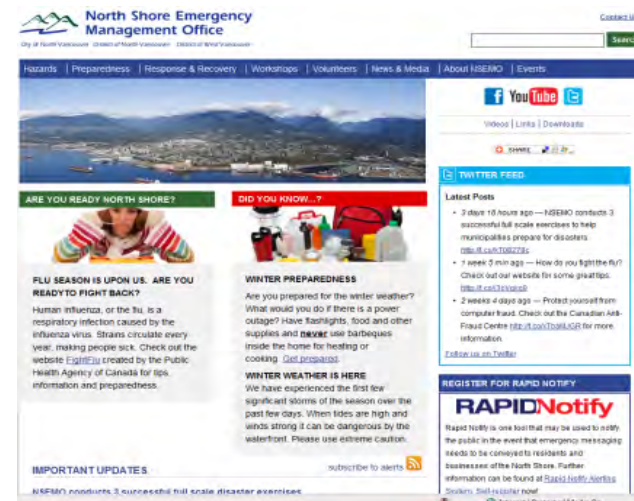 North Shore Emergency
Management Office
City of North Vancouver District of North Vancouver District of West Vancouver
Contact U
Searc
Hazards | Preparedness | Response & Recovery | Workshops | Volunteers | News & Media | About NSEMO | Events
You Tube
Videos | Links | Downloads
SHARE
ARE YOU READY NORTH SHORE?
FLU SEASON IS UPON US. ARE YOU
READY TO FIGHT BACK?
Human influenza, or the flu, is a
respiratory infection caused by the
influenza virus. Strains circulate every
year, making people sick. Check out the
website FightFlu created by the Public
Health Agency of Canada for tips,
information and preparedness.
DID YOU KNOW...?
WINTER PREPAREDNESS
Are you prepared for the winter weather?
What would you do if there is a power
outage? Have flashlights, food and other
supplies and never use barbeques
inside the home for heating or
cooking. Get prepared.
WINTER WEATHER IS HERE
We have experienced the first few
significant storms of the season over the
past few days. When tides are high and
winds strong it can be dangerous by the
waterfront. Please use extreme caution.
TWITTER FEED
Latest Posts
• 3 days 16 hours ago — NSEMO conducts 3
successful full scale exercises to help
municipalities prepare for disasters
• 1 week 5 min ago — How do you fight the flu?
Check out our website for some great tips.
• 2 weeks 4 days ago — Protect yourself from
computer fraud. Check out the Canadian Anti-
Fraud Centre for more
information.
Follow us on Twitter
REGISTER FOR RAPID NOTIFY
RAPIDNotify
Rapid Notify is one tool that may be used to notify
the public in the event that emergency messaging
needs to be conveyed to residents and
businesses of the North Shore. Further
information can be found at Rapid Notify Alerting
System. Self-register now!
IMPORTANT UPDATES
subscribe to alerts
NSEMO conducts 3 successful full scale disaster exercises